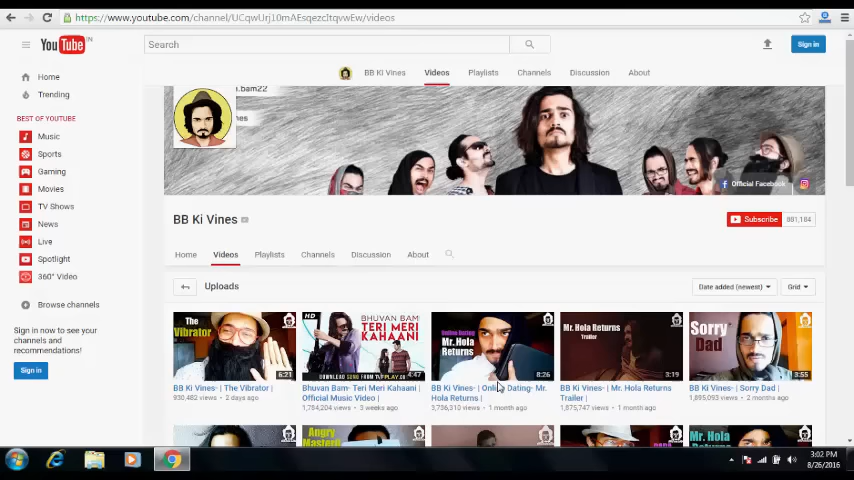 https://www.youtube.com/channel/UCqwUrj10mAEsqezcItqvwEw/videos
YouTube IN
Search
Sign in
BB Ki Vines Videos Playlists Channels Discussion About
Home
Trending
BEST OF YOUTUBE
Music
Sports
Gaming
Movies
TV Shows
News
Live
Spotlight
360° Video
Browse channels
Sign in now to see your
channels and
recommendations!
Sign in
.bam22
nes
Official Facebook
BB Ki Vines
Subscribe 881,184
Home Videos Playlists Channels Discussion About
Uploads
Date added (newest) Grid
The
Vibrator
6:21
BB Ki Vines- | The Vibrator |
930,482 views • 2 days ago
HD
BHUVAN BAM
TERI MERI
KAHAANI
DOWNLOAD SONG FROM
4:47
Bhuvan Bam- Teri Meri Kahaani |
Official Music Video |
1,784,204 views • 3 weeks ago
Online Dating
Mr. Hola
Returns
8:26
BB Ki Vines- | Online Dating- Mr.
Hola Returns |
3,736,310 views • 1 month ago
Mr. Hola Returns
Trailer
3:19
BB Ki Vines- | Mr. Hola Returns
Trailer |
1,875,747 views • 1 month ago
Sorry
Dad
3:55
BB Ki Vines- | Sorry Dad |
1,895,093 views • 2 months ago
Angry
Masterji
Mr. Hola
3:02 PM
8/26/2016